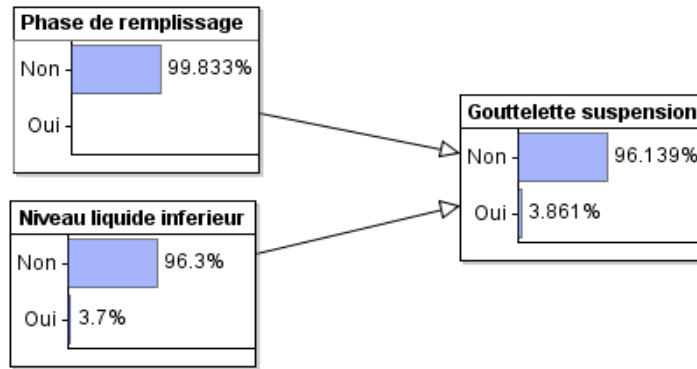 Phase de remplissage
Non
99.833%
Oui
Niveau liquide inferieur
Non
96.3%
Oui
3.7%
Gouttelette suspension
Non
96.139%
Oui
3.861%